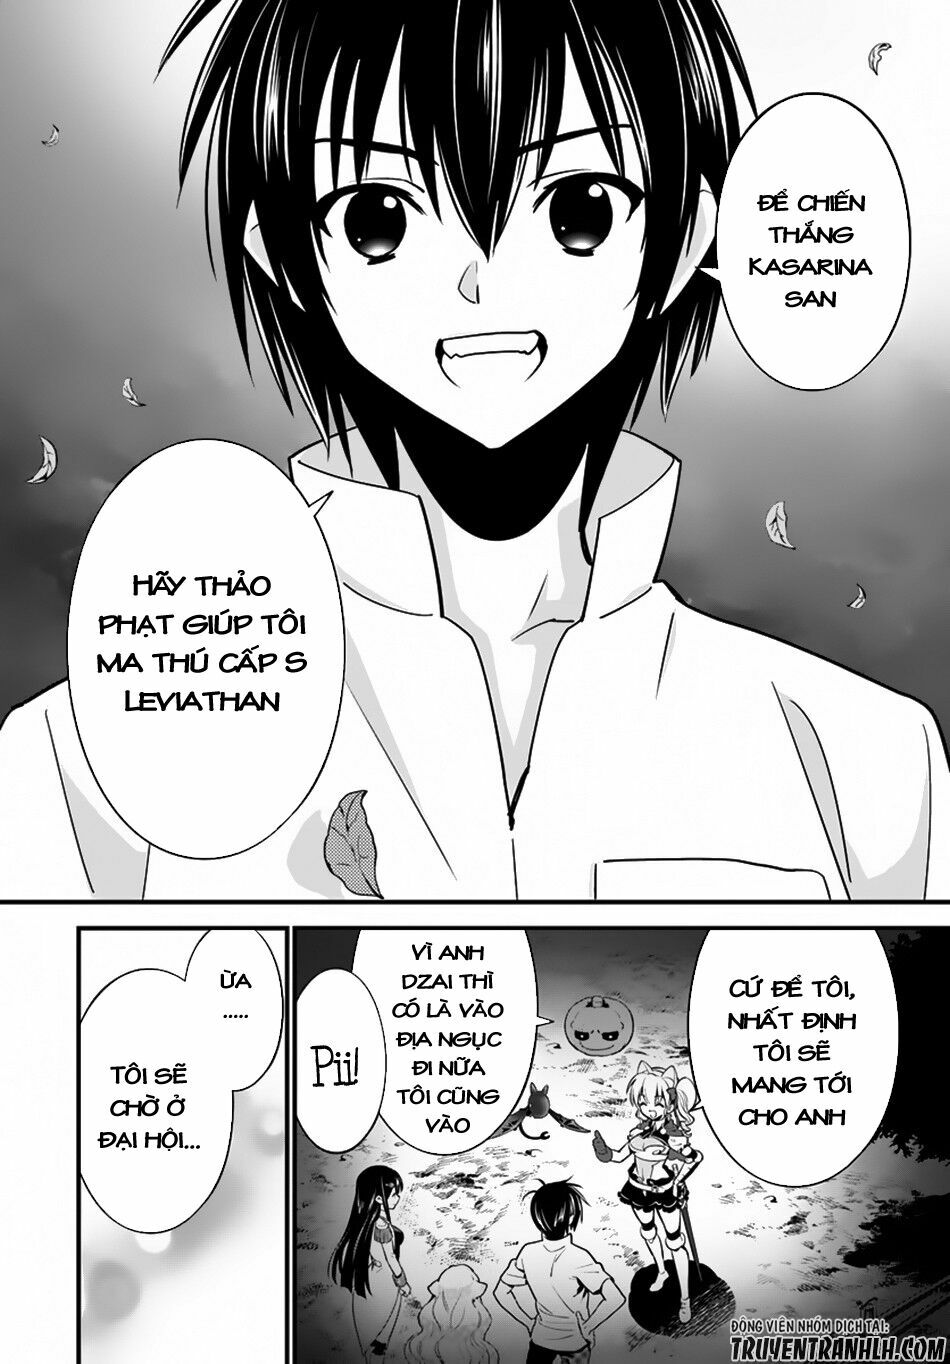 ĐỂ CHIẾN
THẮNG
KASARINA
SAN
HÃY THẢO
PHẠT GIÚP TÔI
MA THÚ CẤP S
LEVIATHAN
CỨ ĐỂ TÔI,
NHẤT ĐỊNH
TÔI SẼ
MANG TỚI
CHO ANH
VÌ ANH
DZAI THÌ
CÓ LÀ VÀO
ĐỊA NGỤC
ĐI NỮA
TÔI CŨNG
VÀO
Pii!
ỪA
......
TÔI SẼ
CHỜ Ở
ĐẠI HỘI...
ĐỘNG VIÊN NHÓM DỊCH TẠI:
TRUYENTRANHLH.COM